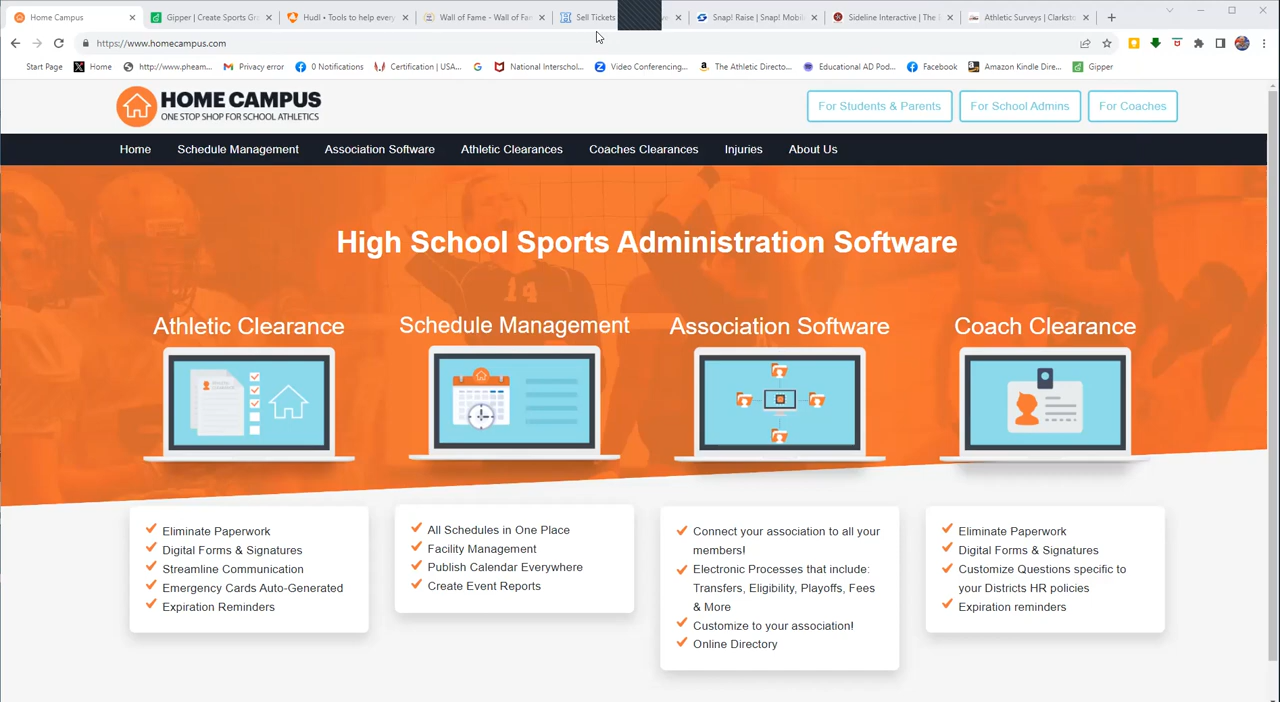 Home Campus
Gipper | Create Sports Gr
Hudl • Tools to help every
Wall of Fame - Wall of Fan
Sell Tickets
Snap! Raise | Snap! Mobil
Sideline Interactive | The
Athletic Surveys | Clarkst
https://www.homecampus.com
Start Page
Home
http://www.pheam...
Privacy error
0 Notifications
Certification | USA...
National Interschol...
Video Conferencing...
The Athletic Directo...
Educational AD Pod...
Facebook
Amazon Kindle Dire...
Gipper
HOME CAMPUS
ONE STOP SHOP FOR SCHOOL ATHLETICS
For Students & Parents
For School Admins
For Coaches
Home
Schedule Management
Association Software
Athletic Clearances
Coaches Clearances
Injuries
About Us
14
High School Sports Administration Software
Athletic Clearance
Schedule Management
Association Software
Coach Clearance
Eliminate Paperwork
Digital Forms & Signatures
Streamline Communication
Emergency Cards Auto-Generated
Expiration Reminders
All Schedules in One Place
Facility Management
Publish Calendar Everywhere
Create Event Reports
Connect your association to all your
members!
Electronic Processes that include:
Transfers, Eligibility, Playoffs, Fees
& More
Customize to your association!
Online Directory
Eliminate Paperwork
Digital Forms & Signatures
Customize Questions specific to
your Districts HR policies
Expiration reminders